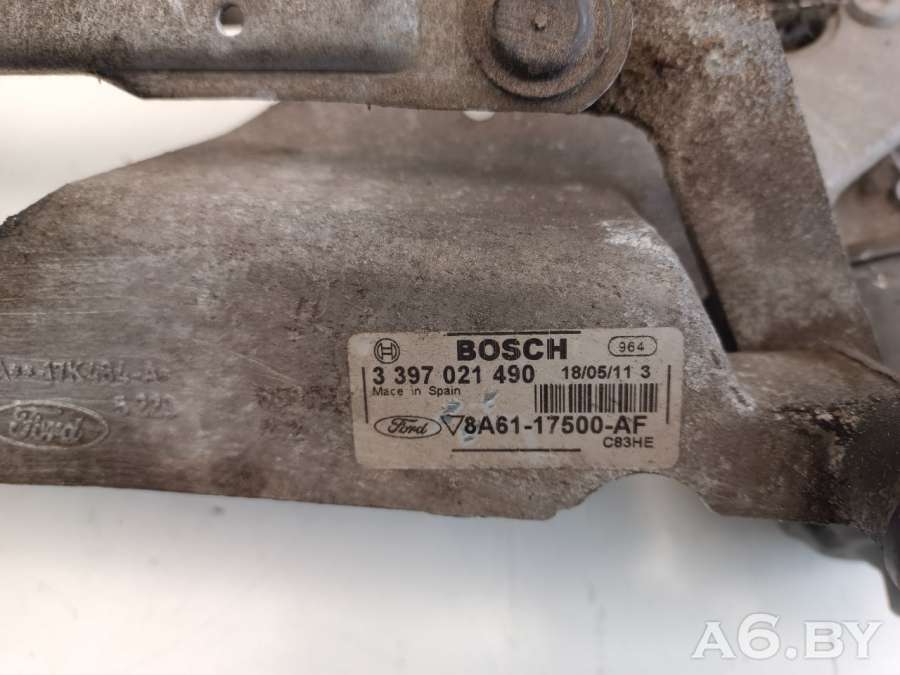 BOSCH 964
3 397 021 490 18/05/11 3
Made in Spain
Ford 8A61-17500-AF
C83HE
Ford
A6.BY